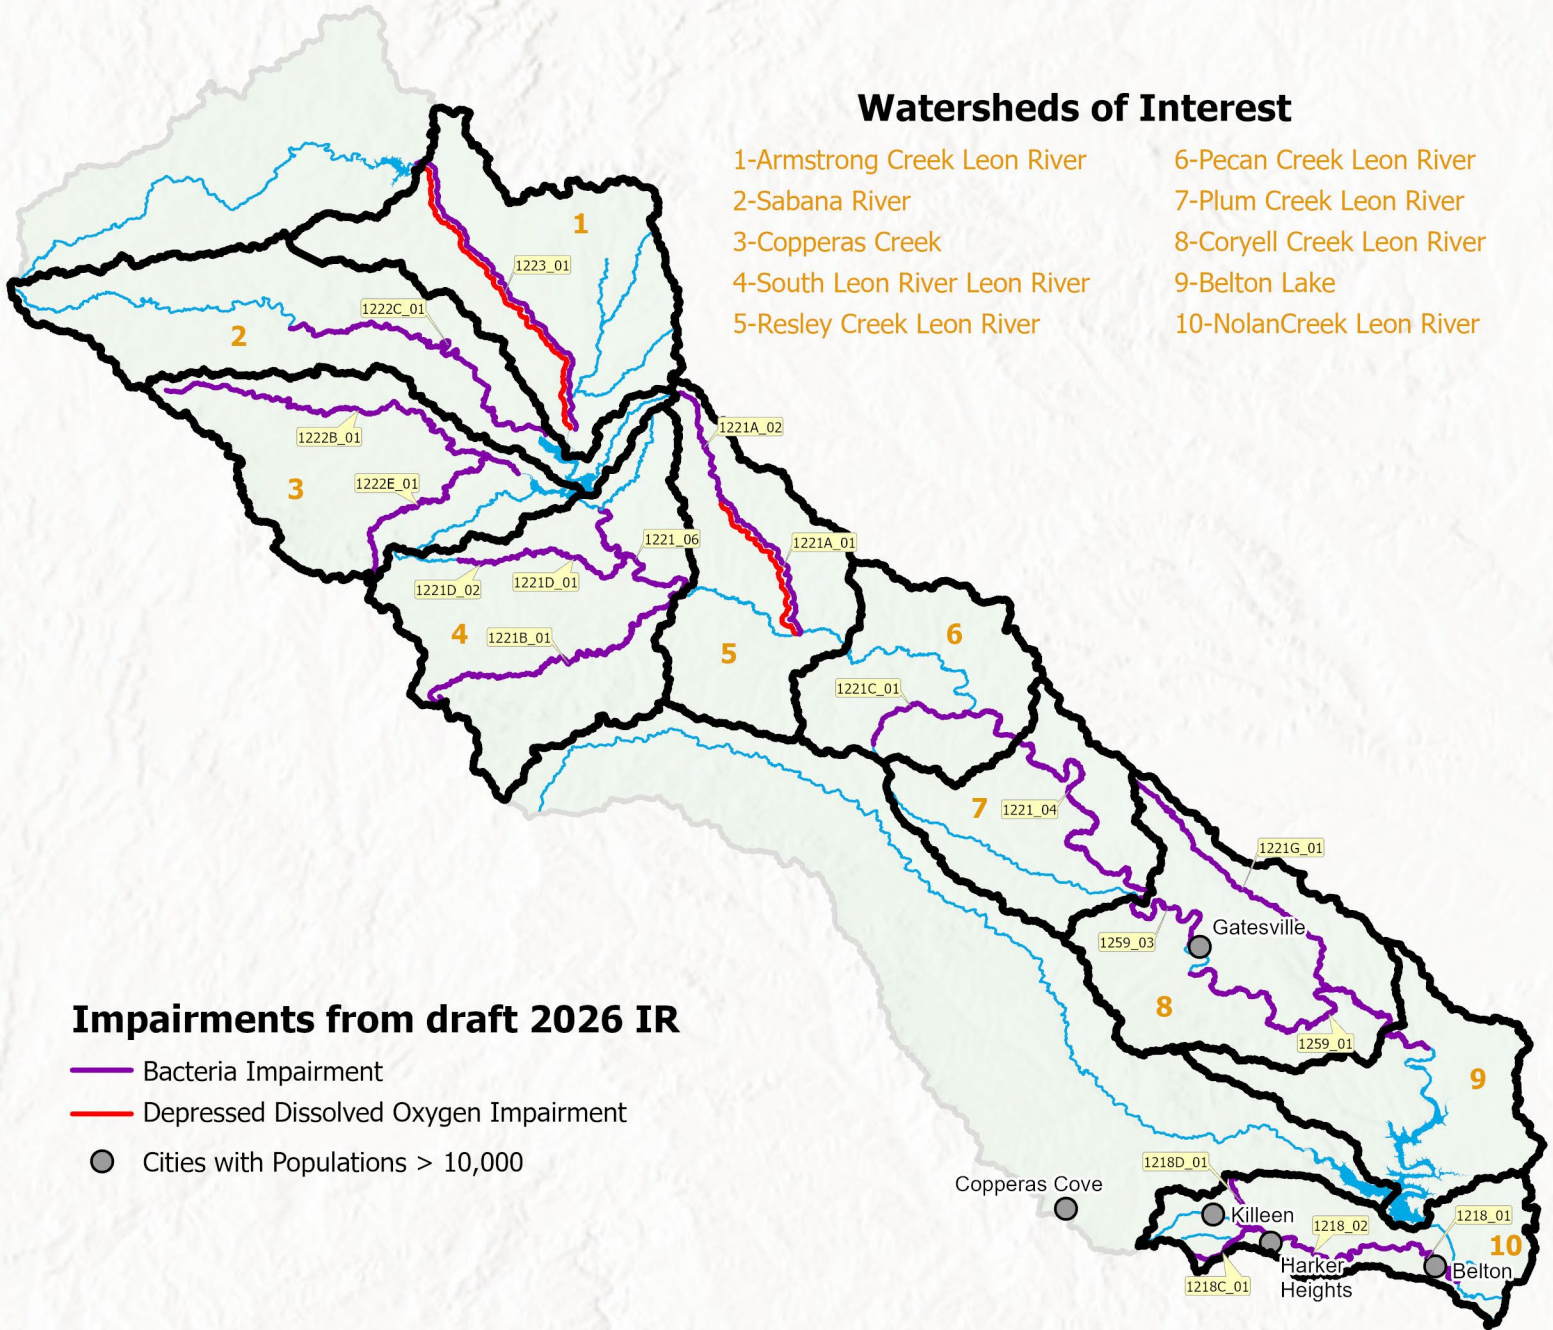 Watersheds of Interest
1-Armstrong Creek Leon River
2-Sabana River
3-Copperas Creek
4-South Leon River Leon River
5-Resley Creek Leon River
6-Pecan Creek Leon River
7-Plum Creek Leon River
8-Coryell Creek Leon River
9-Belton Lake
10-NolanCreek Leon River
1
1223_01
1222C_01
2
1221A_02
1222B_01
1222E_01
3
1221_06
1221A_01
1221D_02
1221D_01
4
1221B_01
5
6
1221C_01
7
1221_04
1221G_01
Gatesville
1259_03
8
1259_01
9
Impairments from draft 2026 IR
Bacteria Impairment
Depressed Dissolved Oxygen Impairment
Cities with Populations > 10,000
1218D_01
Copperas Cove
Killeen
1218_02
1218_01
10
Harker
Heights
Belton
1218C_01